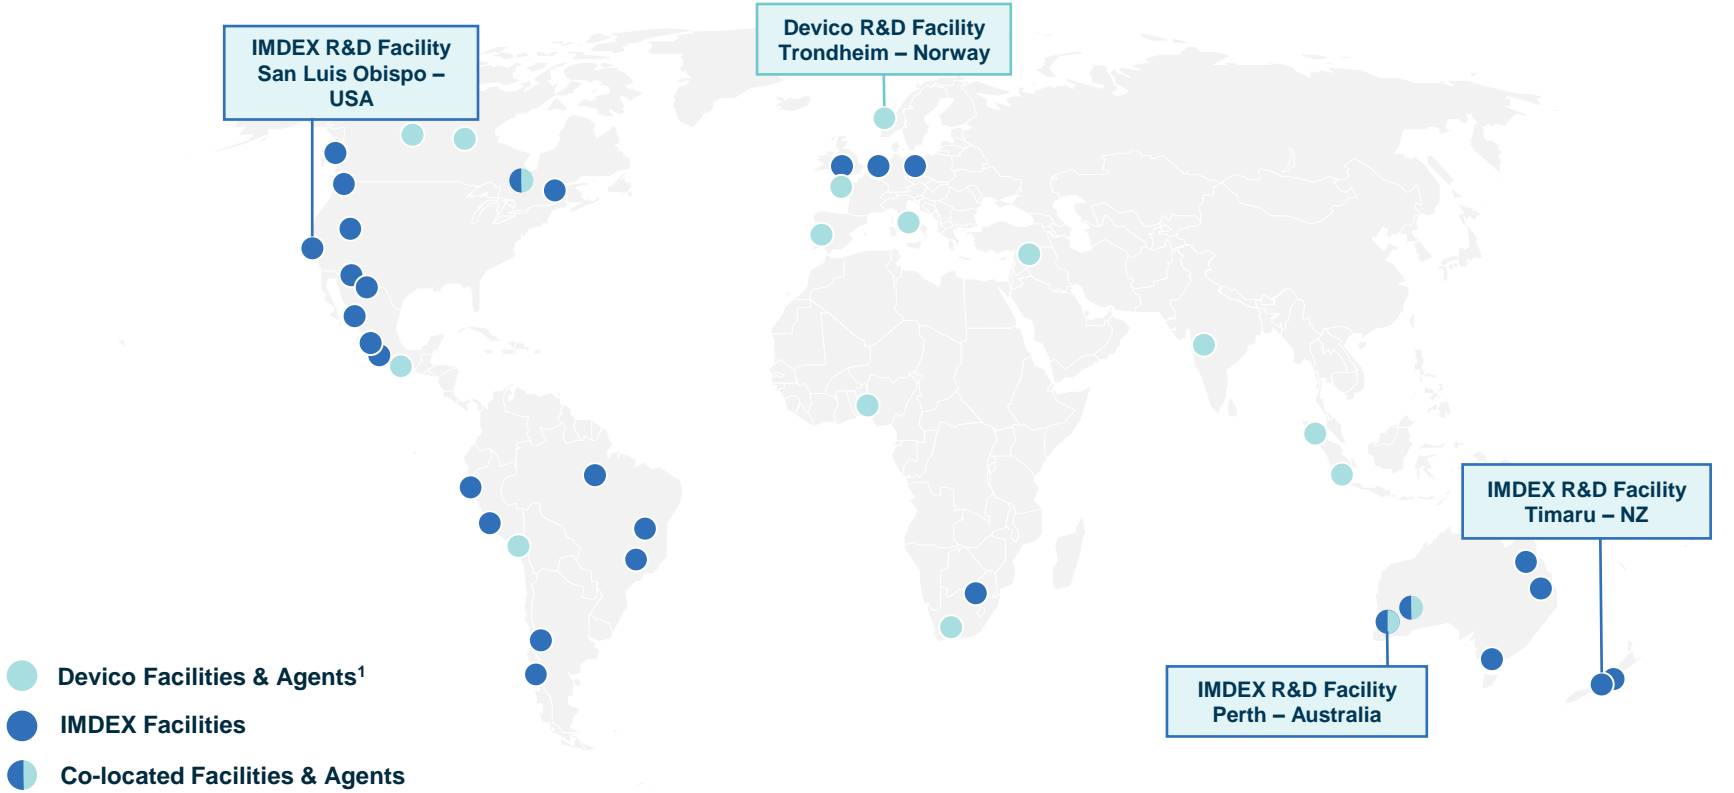 IMDEX R&D Facility
San Luis Obispo –
USA
Devico R&D Facility
Trondheim – Norway
IMDEX R&D Facility
Timaru – NZ
IMDEX R&D Facility
Perth – Australia
Devico Facilities & Agents¹
IMDEX Facilities
Co-located Facilities & Agents